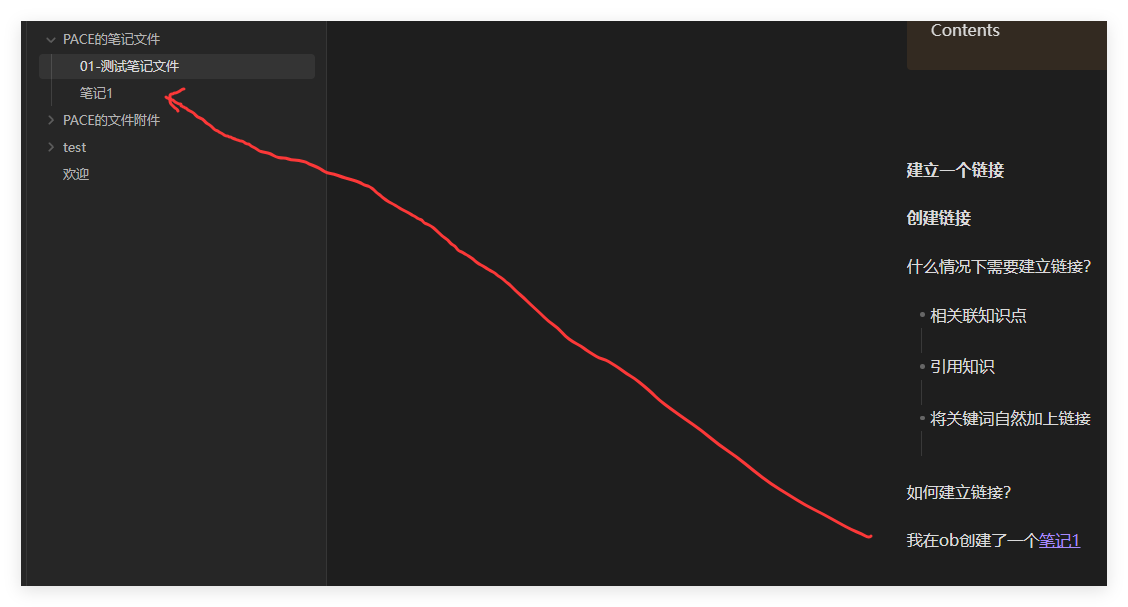 PACE的笔记文件
01-测试笔记文件
笔记1
PACE的文件附件
test
欢迎
Contents
建立一个链接
创建链接
什么情况下需要建立链接?
相关联知识点
引用知识
将关键词自然加上链接
如何建立链接?
我在ob创建了一个笔记1